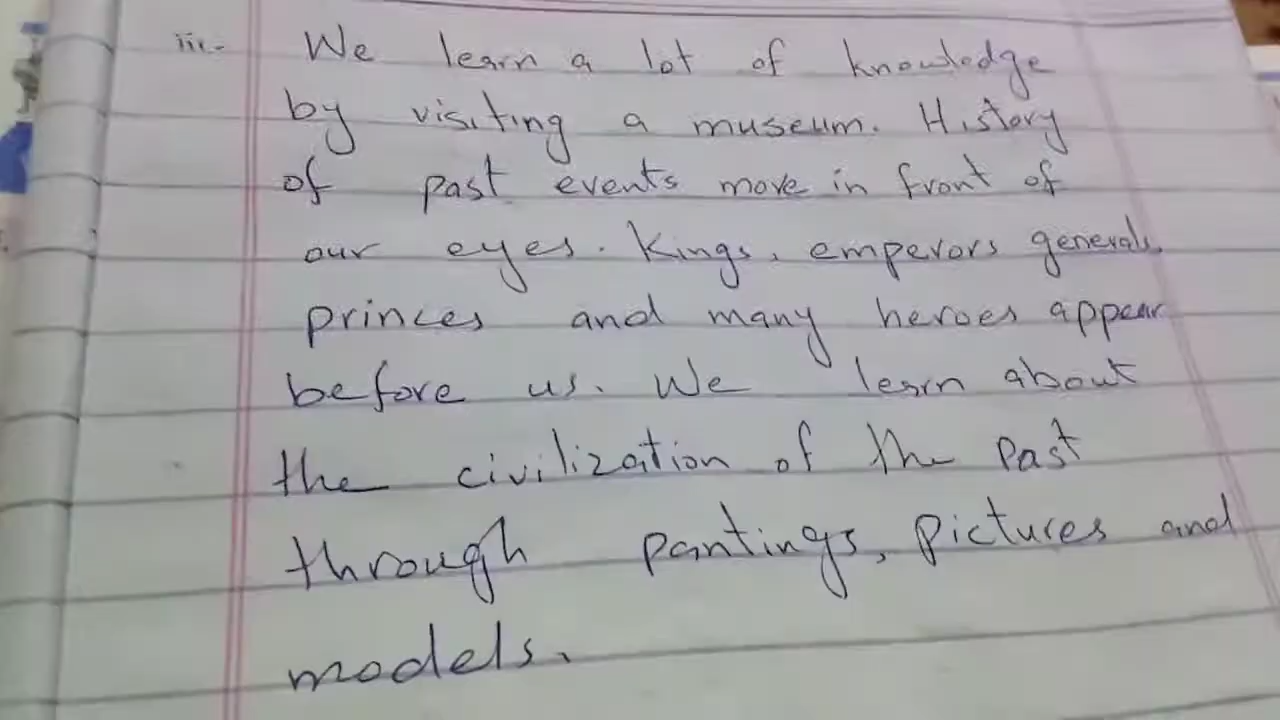 iii.- We learn a lot of knowledge
by visiting a museum. History
of past events move in front of
our eyes. Kings, emperors generals,
princes and many heroes appear
before us. We learn about
the civilization of the past
through pantings, pictures and
models.